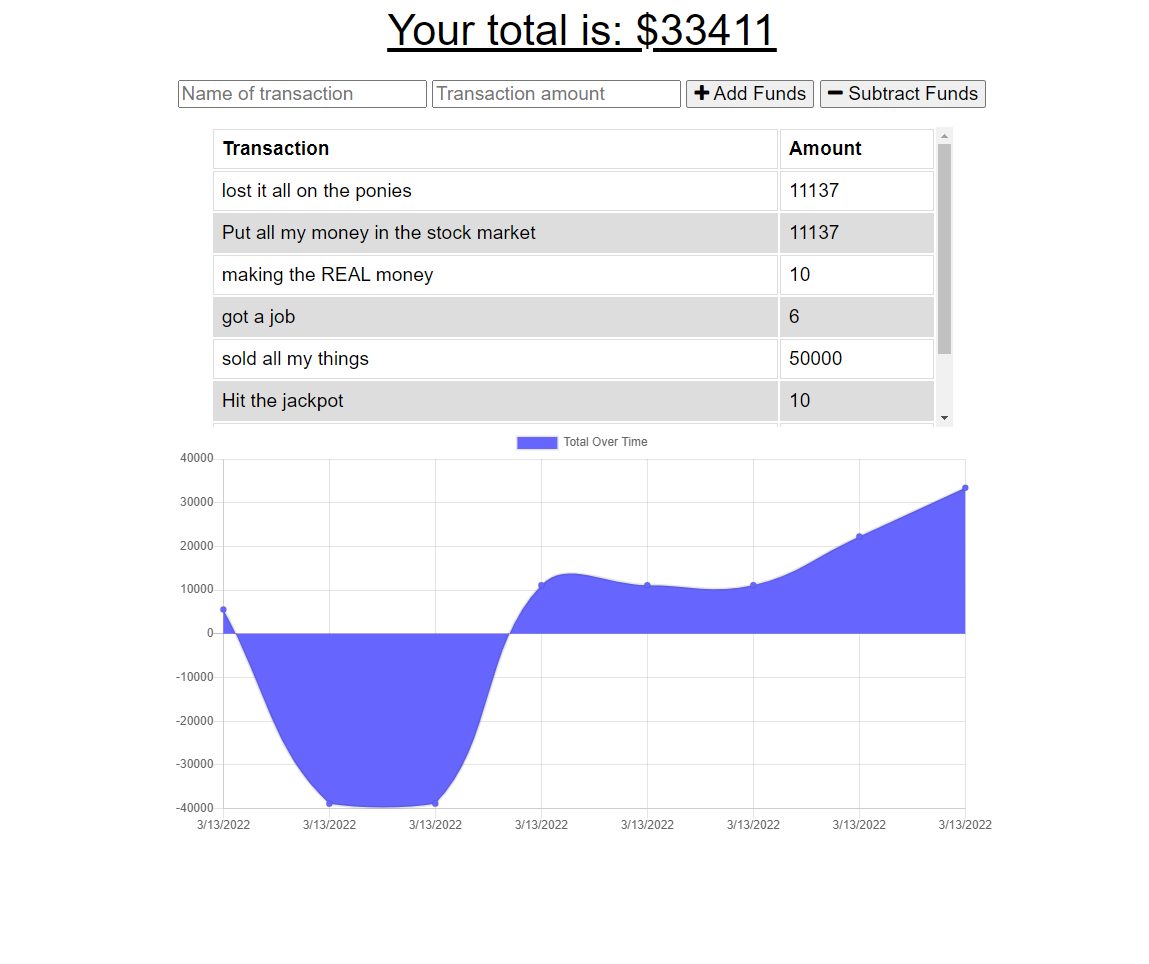 Your total is: $33411
Name of transaction Transaction amount Add Funds Subtract Funds
Transaction Amount
lost it all on the ponies 11137
Put all my money in the stock market 11137
making the REAL money 10
got a job 6
sold all my things 50000
Hit the jackpot 10
Total Over Time
40000
30000
20000
10000
0
-10000
-20000
-30000
-40000
3/13/2022 3/13/2022 3/13/2022 3/13/2022 3/13/2022 3/13/2022 3/13/2022 3/13/2022